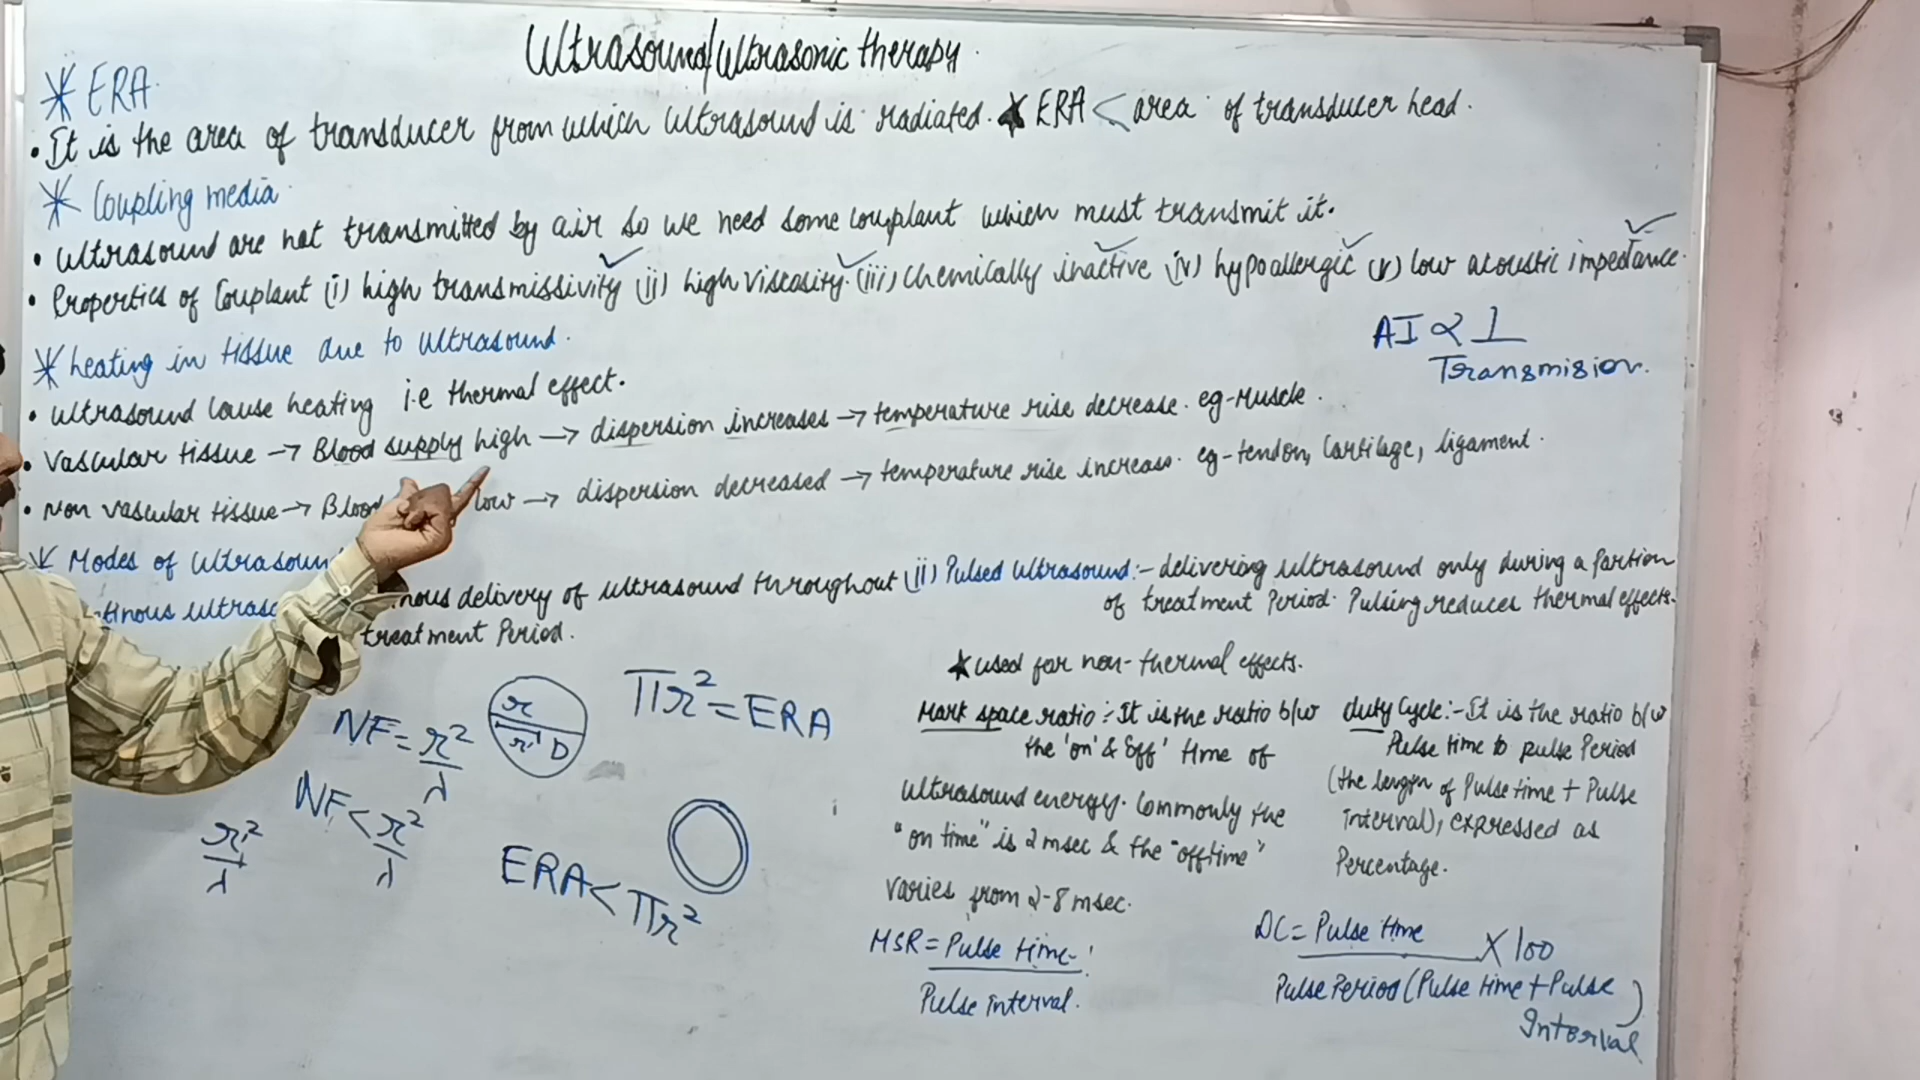 Ultrasound/ultrasonic therapy.
* ERA.
• It is the area of transducer from which ultrasound is radiated. ★ ERA < area of transducer head.
* Coupling media
• Ultrasound are not transmitted by air so we need some couplant which must transmit it.
• Properties of Couplant (i) high transmissivity (ii) high viscosity. (iii) chemically inactive (iv) hypoallergic (v) low acoustic impedance.
AI ∝ 1
Transmision.
* heating in tissue due to ultrasound.
• ultrasound cause heating i.e thermal effect.
• Vascular tissue → Blood supply high → dispersion increases → temperature rise decrease. eg-Muscle.
• Non vascular tissue → Blood low → dispersion decreased → temperature rise increase. eg-tendon, Cartilage, ligament.
* Modes of ultrasoun
tinous ultraso nous delivery of ultrasound throughout
treatment Period.
(ii) Pulsed ultrasound:- delivering ultrasound only during a Portion
of treatment Period. Pulsing reduces thermal effects.
★ used for non-thermal effects.
Mark space ratio:- It is the ratio b/w
the 'on' & 'off' time of
ultrasound energy. Commonly the
"on time" is 2 msec & the "off time"
varies from 2-8 msec.
MSR = Pulse time
Pulse interval.
duty Cycle:- It is the ratio b/w
Pulse time to pulse Period
(the length of Pulse time + Pulse
Interval), expressed as
Percentage.
DC = Pulse time X 100
Pulse Period (Pulse time + Pulse
Interval)
NF = r²
λ
r
r D
πr² = ERA
NF < r²
λ
r²
λ
ERA < πr²